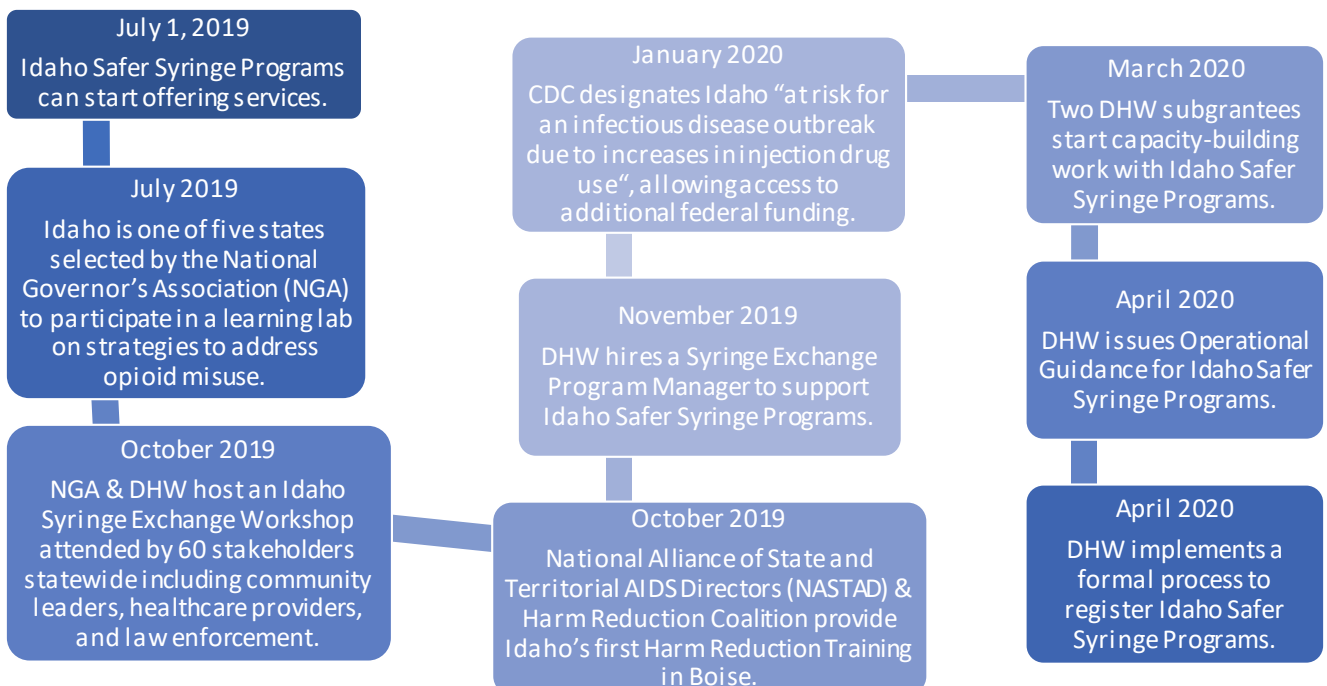 July 1, 2019
Idaho Safer Syringe Programs
can start offering services.
July 2019
Idaho is one of five states
selected by the National
Governor’s Association (NGA)
to participate in a learning lab
on strategies to address
opioid misuse.
October 2019
NGA & DHW host an Idaho
Syringe Exchange Workshop
attended by 60 stakeholders
statewide including community
leaders, healthcare providers,
and law enforcement.
October 2019
National Alliance of State and
Territorial AIDS Directors (NASTAD) &
Harm Reduction Coalition provide
Idaho’s first Harm Reduction Training
in Boise.
November 2019
DHW hires a Syringe Exchange
Program Manager to support
Idaho Safer Syringe Programs.
January 2020
CDC designates Idaho “at risk for
an infectious disease outbreak
due to increases in injection drug
use“, allowing access to
additional federal funding.
March 2020
Two DHW subgrantees
start capacity-building
work with Idaho Safer
Syringe Programs.
April 2020
DHW issues Operational
Guidance for Idaho Safer
Syringe Programs.
April 2020
DHW implements a
formal process to
register Idaho Safer
Syringe Programs.